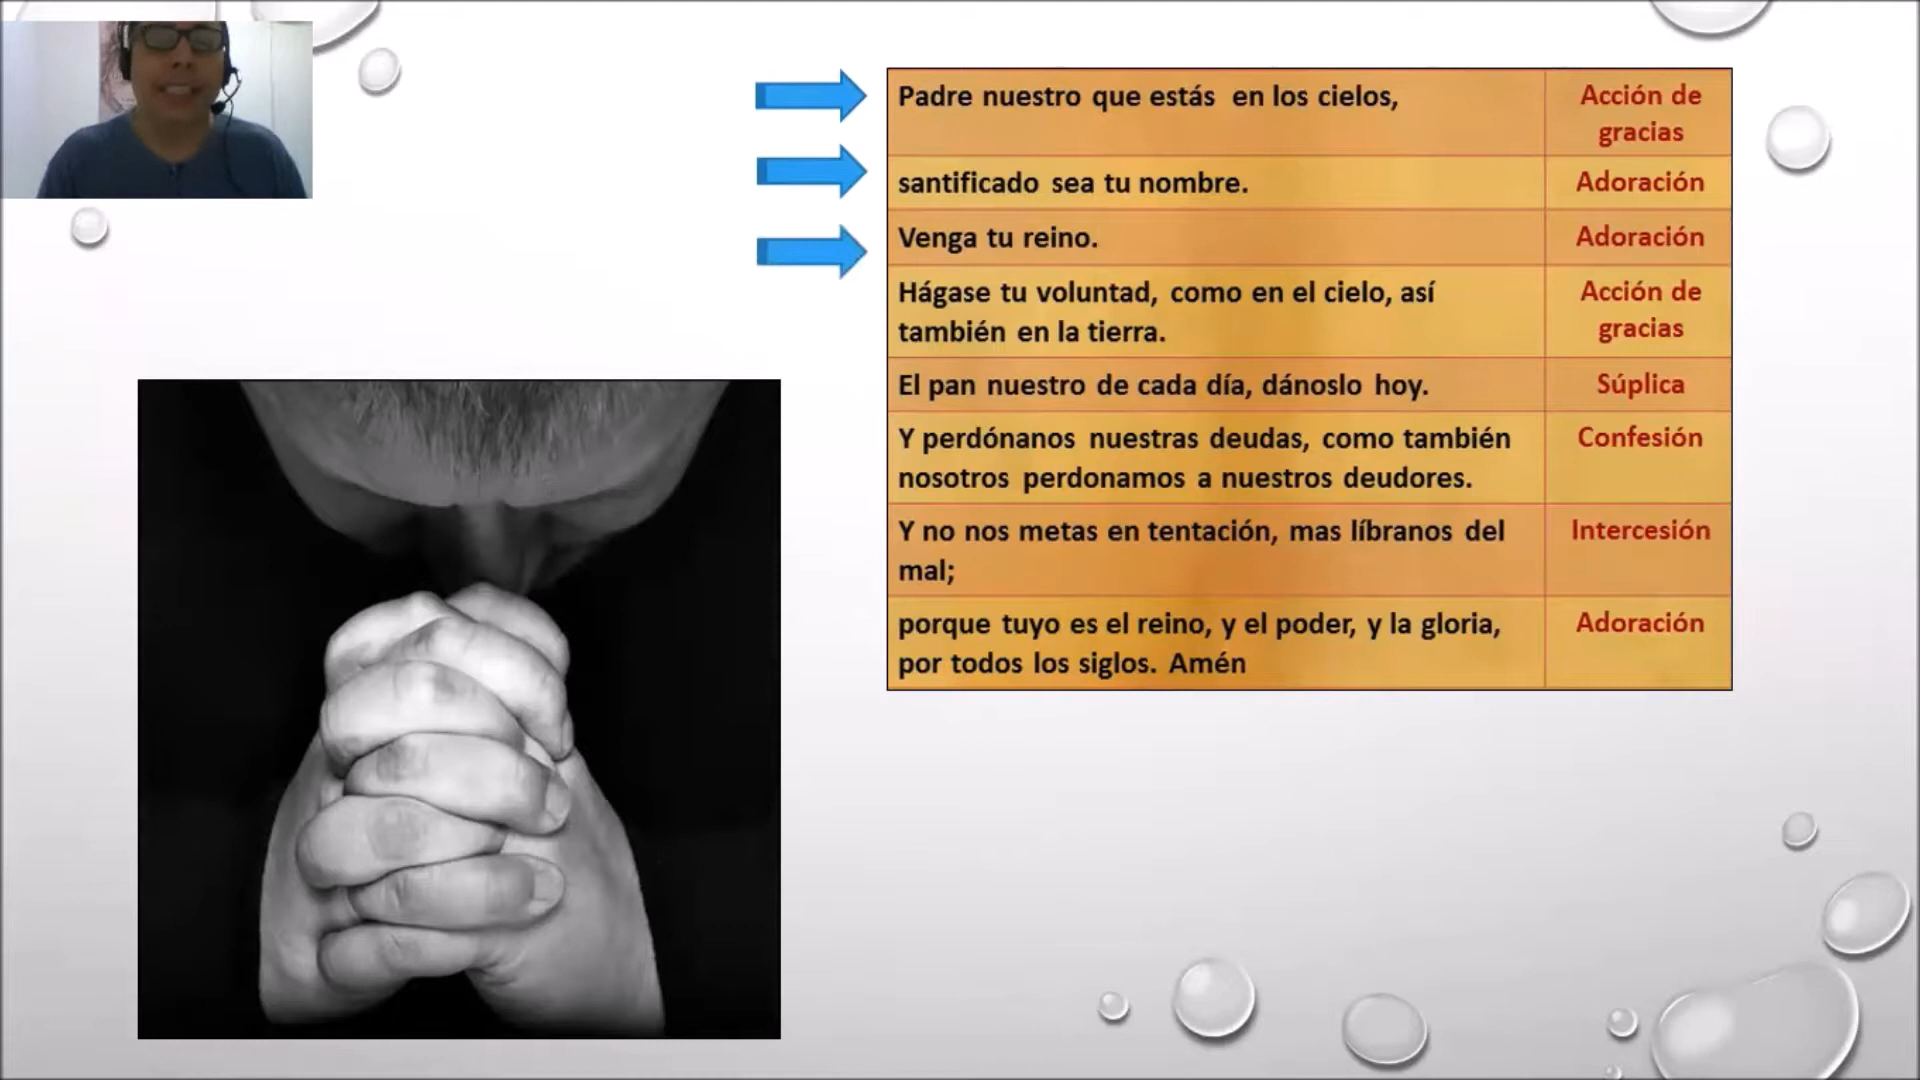 Padre nuestro que estás en los cielos,
Acción de
gracias
santificado sea tu nombre.
Adoración
Venga tu reino.
Adoración
Hágase tu voluntad, como en el cielo, así
también en la tierra.
Acción de
gracias
El pan nuestro de cada día, dánoslo hoy.
Súplica
Y perdónanos nuestras deudas, como también
nosotros perdonamos a nuestros deudores.
Confesión
Y no nos metas en tentación, mas líbranos del
mal;
Intercesión
porque tuyo es el reino, y el poder, y la gloria,
por todos los siglos. Amén
Adoración